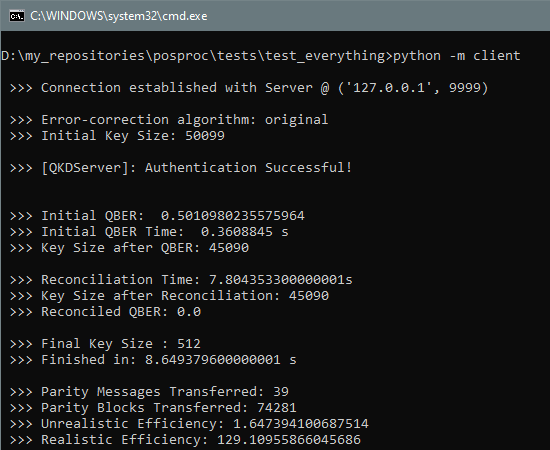 C:\WINDOWS\system32\cmd.exe
D:\my_repositories\posproc\tests\test_everything>python -m client
>>> Connection established with Server @ ('127.0.0.1', 9999)
>>> Error-correction algorithm: original
>>> Initial Key Size: 50099
>>> [QKDServer]: Authentication Successful!
>>> Initial QBER:  0.5010980235575964
>>> Initial QBER Time:  0.3608845 s
>>> Key Size after QBER: 45090
>>> Reconciliation Time: 7.804353300000001s
>>> Key Size after Reconciliation: 45090
>>> Reconciled QBER: 0.0
>>> Final Key Size : 512
>>> Finished in: 8.649379600000001 s
>>> Parity Messages Transferred: 39
>>> Parity Blocks Transferred: 74281
>>> Unrealistic Efficiency: 1.647394100687514
>>> Realistic Efficiency: 129.10955866045686